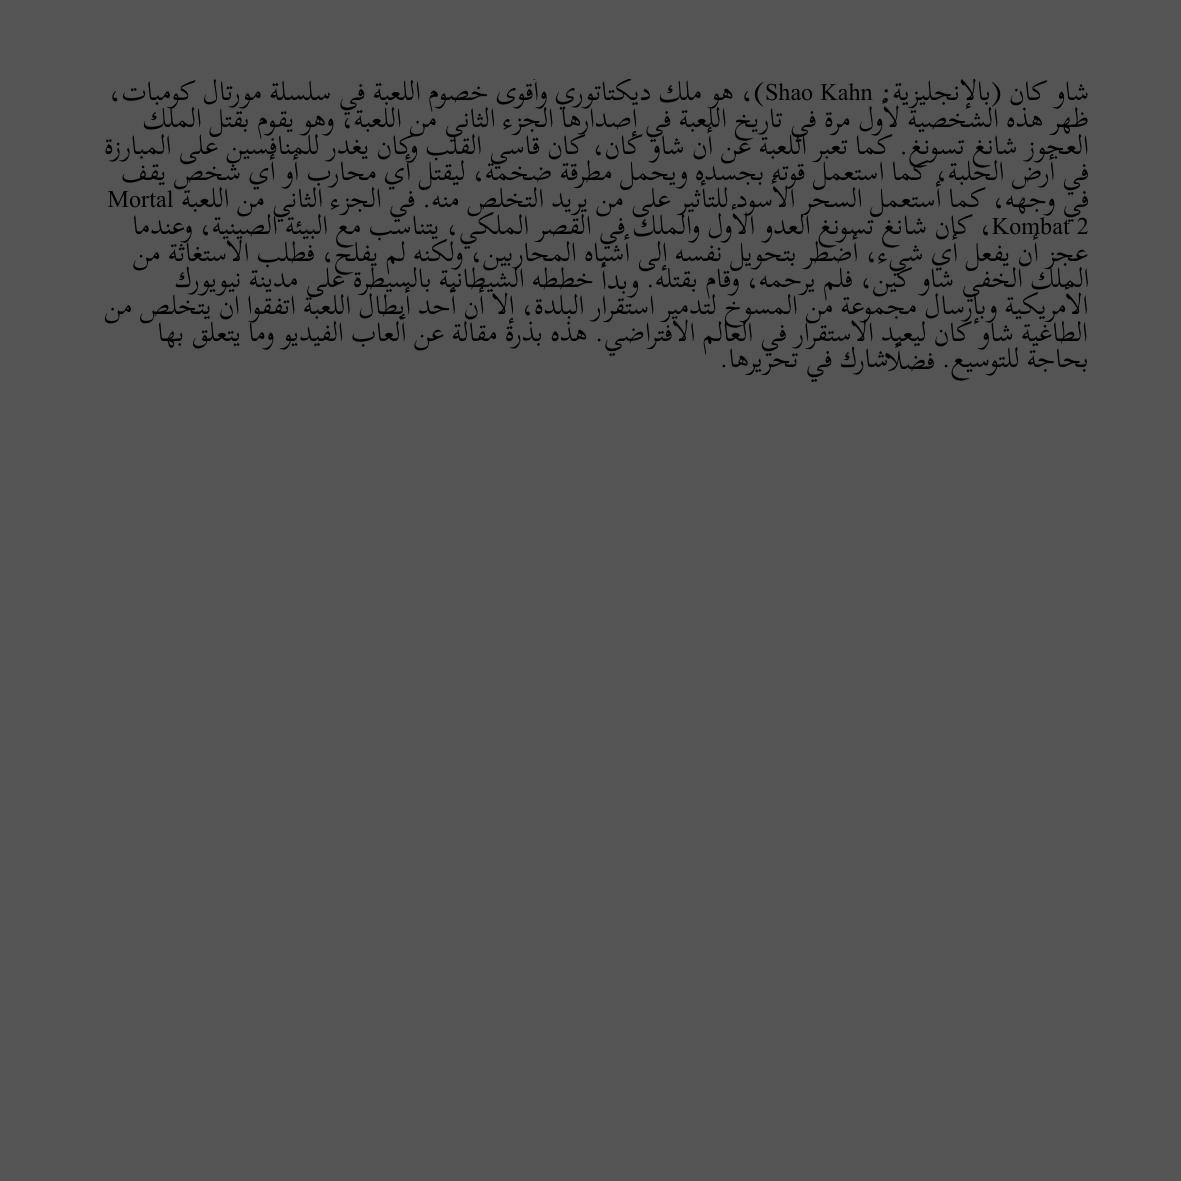 شاو كان (بالإنجليزية: Shao Kahn)، هو ملك ديكتاتوري وأقوى خصوم اللعبة في سلسلة مورتال كومبات،
ظهر هذه الشخصية لأول مرة في تاريخ اللعبة في إصدارها الجزء الثاني من اللعبة، وهو يقوم بقتل الملك
العجوز شانغ تسونغ. كما تعبر اللعبة عن أن شاو كان، كان قاسي القلب وكان يغدر للمنافسين على المبارزة
في أرض الحلبة، كما استعمل قوته بجسده ويحمل مطرقة ضخمة، ليقتل أي محارب أو أي شخص يقف
في وجهه، كما أستعمل السحر الأسود للتأثير على من يريد التخلص منه. في الجزء الثاني من اللعبة Mortal
Kombat 2، كان شانغ تسونغ العدو الأول والملك في القصر الملكي، يتناسب مع البيئة الصينية، وعندما
عجز أن يفعل أي شيء، أضطر بتحويل نفسه إلى أشباه المحاربين، ولكنه لم يفلح، فطلب الاستغاثة من
الملك الخفي شاو كين، فلم يرحمه، وقام بقتله. وبدأ خططه الشيطانية بالسيطرة على مدينة نيويورك
الأمريكية وبإرسال مجموعة من المسوخ لتدمير استقرار البلدة، إلا أن أحد أبطال اللعبة اتفقوا ان يتخلص من
الطاغية شاو كان ليعيد الاستقرار في العالم الافتراضي. هذه بذرة مقالة عن ألعاب الفيديو وما يتعلق بها
بحاجة للتوسيع. فضلًاشارك في تحريرها.